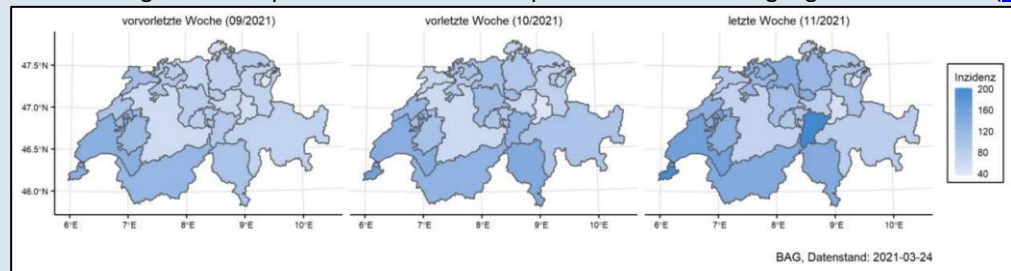 vorvorletzte Woche (09/2021)
vorletzte Woche (10/2021)
letzte Woche (11/2021)
47.5°N
47.0°N
46.5°N
46.0°N
6°E 7°E 8°E 9°E 10°E
6°E 7°E 8°E 9°E 10°E
6°E 7°E 8°E 9°E 10°E
Inzidenz
200
160
120
80
40
BAG, Datenstand: 2021-03-24